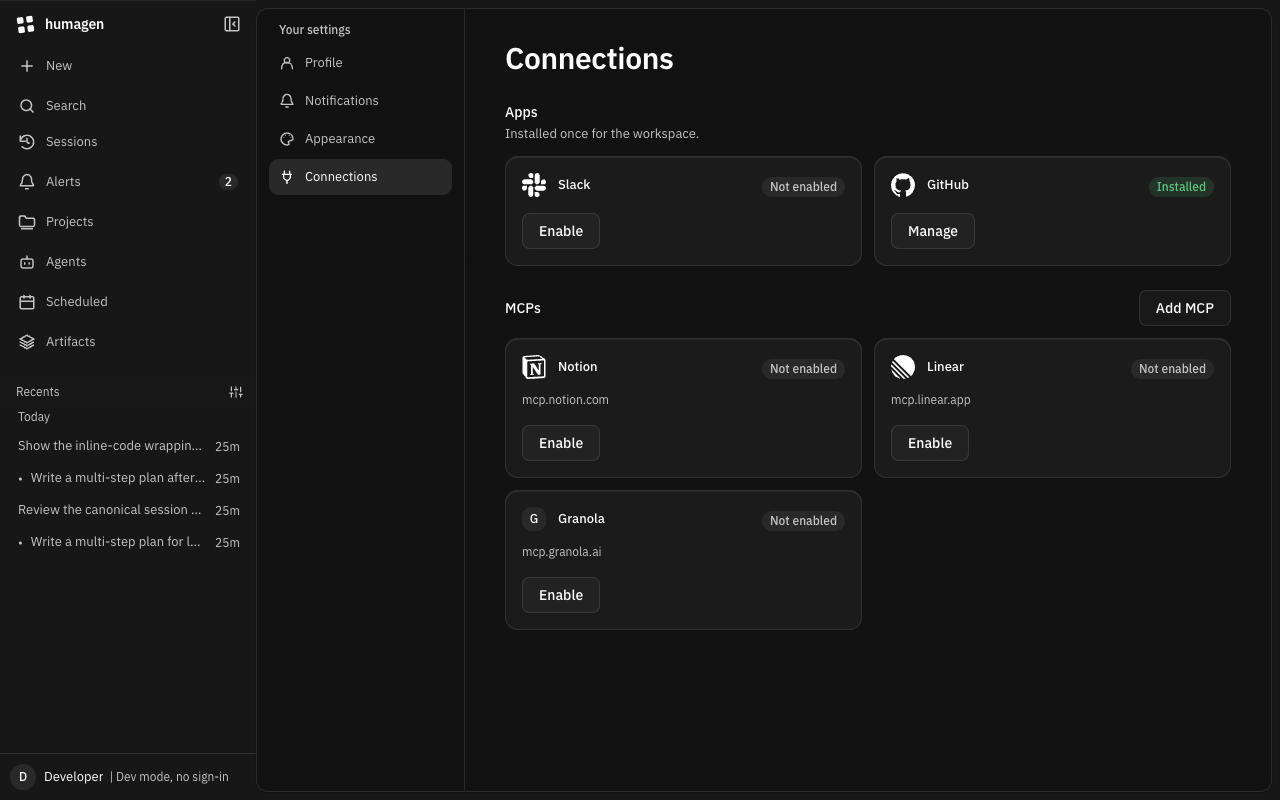 humagen
New
Search
Sessions
Alerts 2
Projects
Agents
Scheduled
Artifacts
Recents
Today
Show the inline-code wrappin... 25m
• Write a multi-step plan after... 25m
Review the canonical session ... 25m
• Write a multi-step plan for l... 25m
D Developer | Dev mode, no sign-in
Your settings
Profile
Notifications
Appearance
Connections
Connections
Apps
Installed once for the workspace.
Slack Not enabled
Enable
GitHub Installed
Manage
MCPs Add MCP
N Notion Not enabled
mcp.notion.com
Enable
Linear Not enabled
mcp.linear.app
Enable
G Granola Not enabled
mcp.granola.ai
Enable